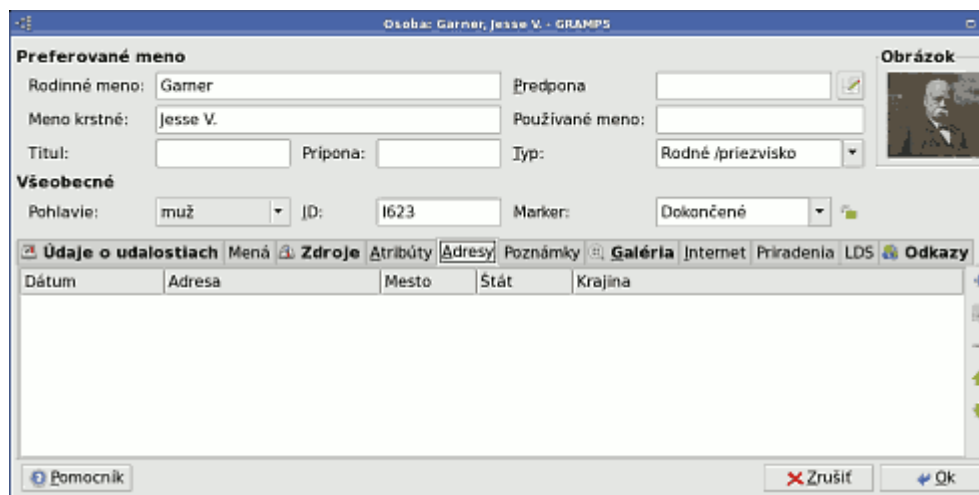 Osoba: Garner, Jesse V. - GRAMPS
Preferované meno Obrázok
Rodinné meno: Garner Predpona
Meno krstné: Jesse V. Používané meno:
Titul: Prípona: Typ: Rodné /priezvisko
Všeobecné
Pohlavie: muž ID: I623 Marker: Dokončené
Údaje o udalostiach Mená Zdroje Atribúty Adresy Poznámky Galéria Internet Priradenia LDS Odkazy
Dátum Adresa Mesto Štát Krajina
Pomocník Zrušiť Ok